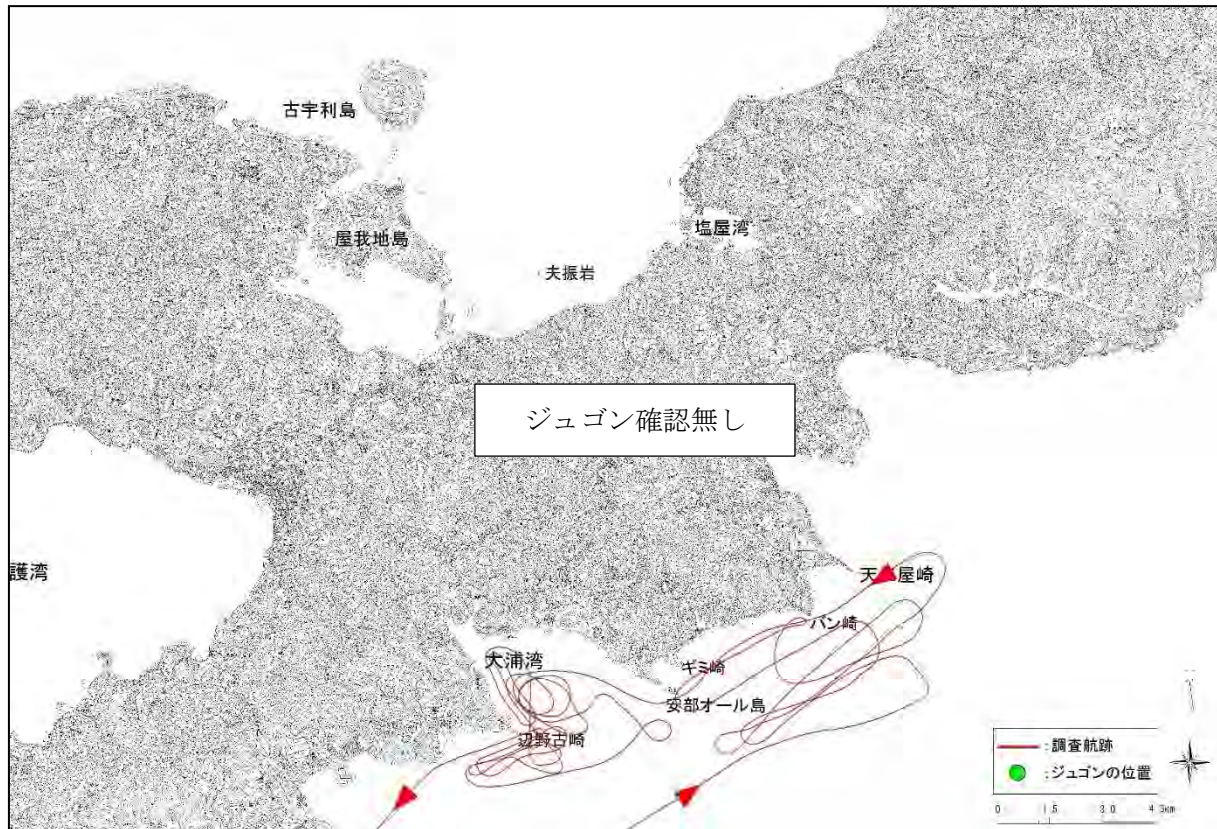 古宇利島
屋我地島
塩屋湾
夫振岩
ジュゴン確認無し
護湾
天 屋崎
バン崎
大浦湾
ギミ崎
安部オール島
辺野古崎
:調査航跡
:ジュゴンの位置
0 1.5 3.0 4.5km